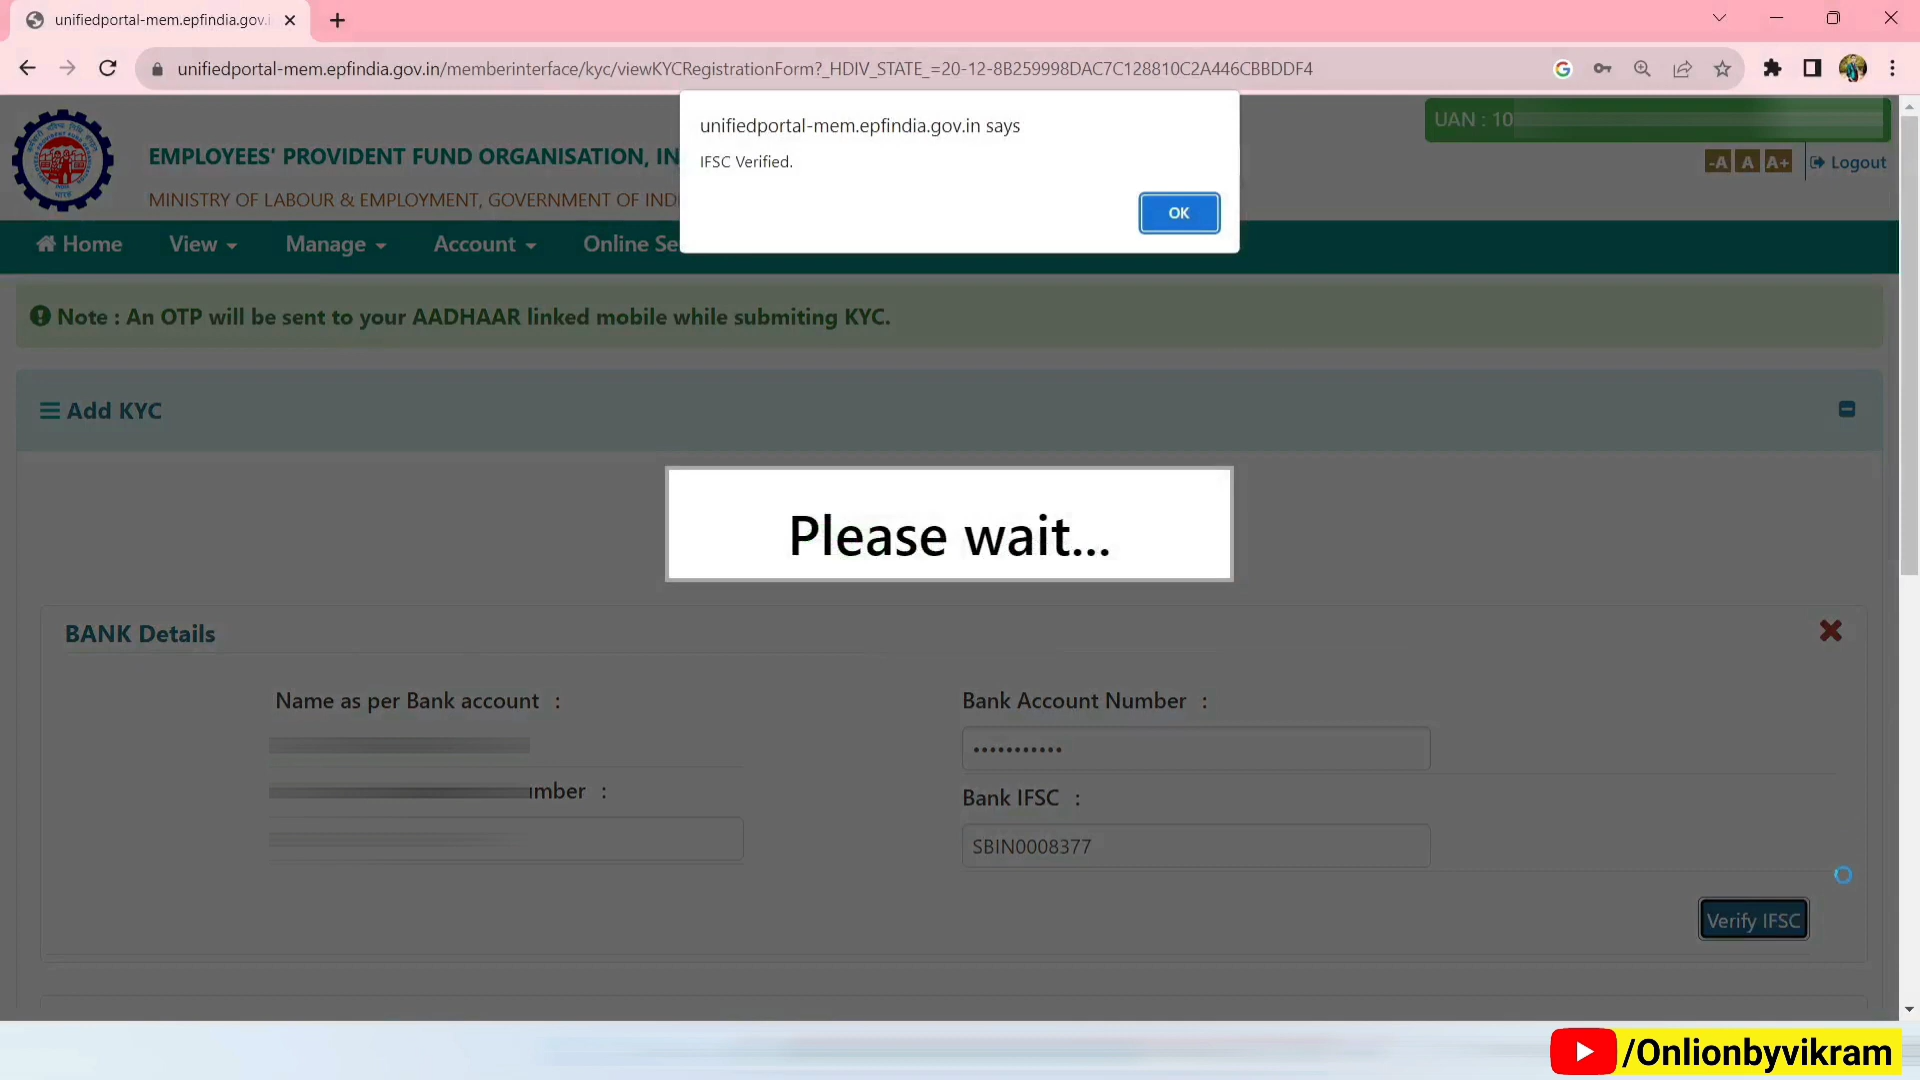 unifiedportal-mem.epfindia.gov.i
unifiedportal-mem.epfindia.gov.in/memberinterface/kyc/viewKYCRegistrationForm?_HDIV_STATE_=20-12-8B259998DAC7C128810C2A446CBBDDF4
unifiedportal-mem.epfindia.gov.in says
IFSC Verified.
OK
UAN : 10
EMPLOYEES' PROVIDENT FUND ORGANISATION, IN
MINISTRY OF LABOUR & EMPLOYMENT, GOVERNMENT OF IND
-A A A+ Logout
Home View Manage Account Online Se
Note : An OTP will be sent to your AADHAAR linked mobile while submiting KYC.
Add KYC
Please wait...
BANK Details
Name as per Bank account :
Bank Account Number :
•••••••••••
umber :
Bank IFSC :
SBIN0008377
Verify IFSC
/Onlionbyvikram